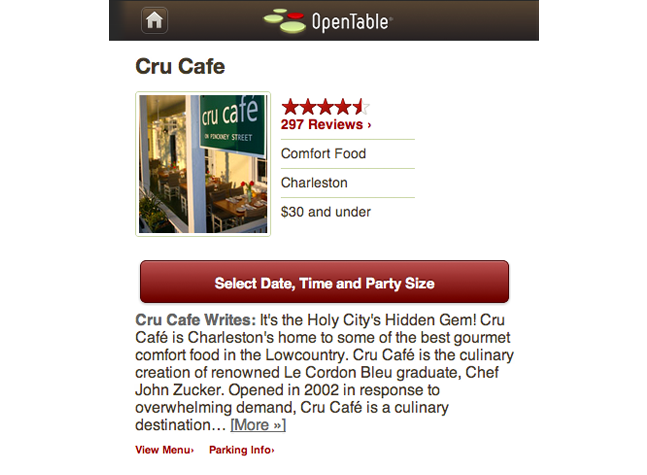 OpenTable®
Cru Cafe
cru café
ON PINCKNEY STREET
297 Reviews ›
Comfort Food
Charleston
$30 and under
Select Date, Time and Party Size
Cru Cafe Writes: It's the Holy City's Hidden Gem! Cru
Café is Charleston's home to some of the best gourmet
comfort food in the Lowcountry. Cru Café is the culinary
creation of renowned Le Cordon Bleu graduate, Chef
John Zucker. Opened in 2002 in response to
overwhelming demand, Cru Café is a culinary
destination… [More »]
View Menu› Parking Info›